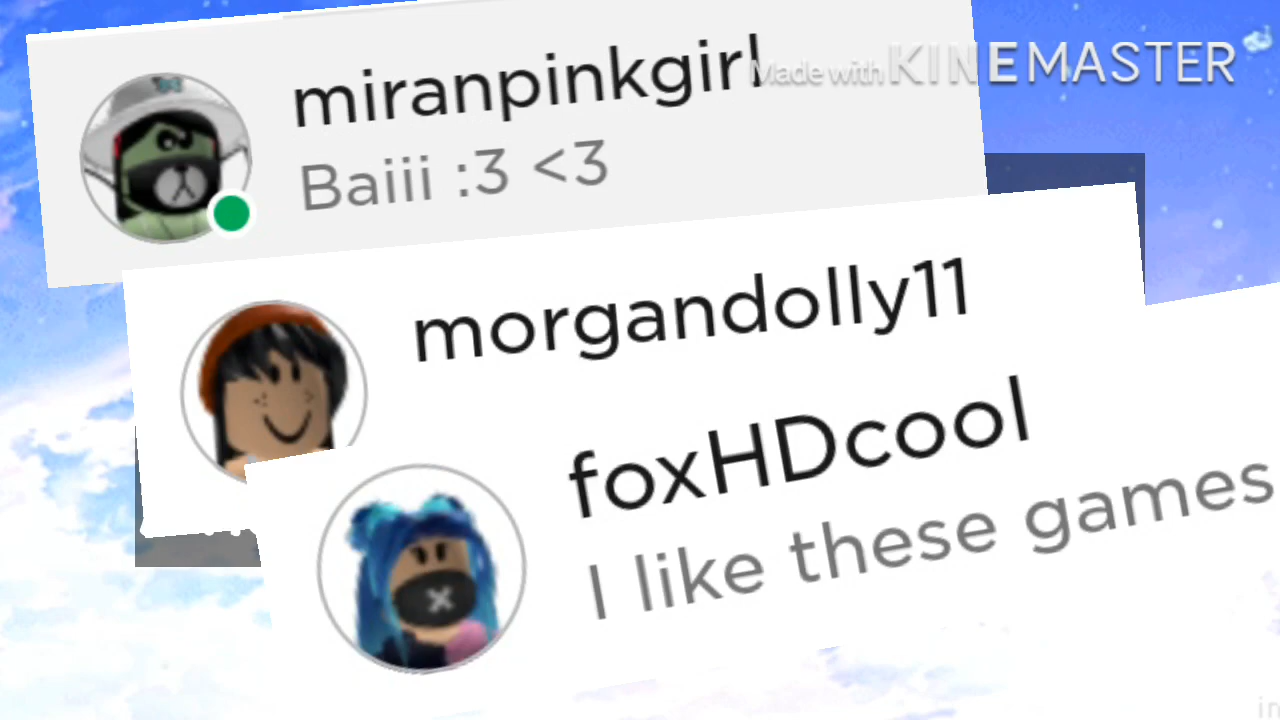 miranpinkgirl
Made with KINEMASTER
Baiii :3 <3
morgandolly11
foxHDcool
I like these games